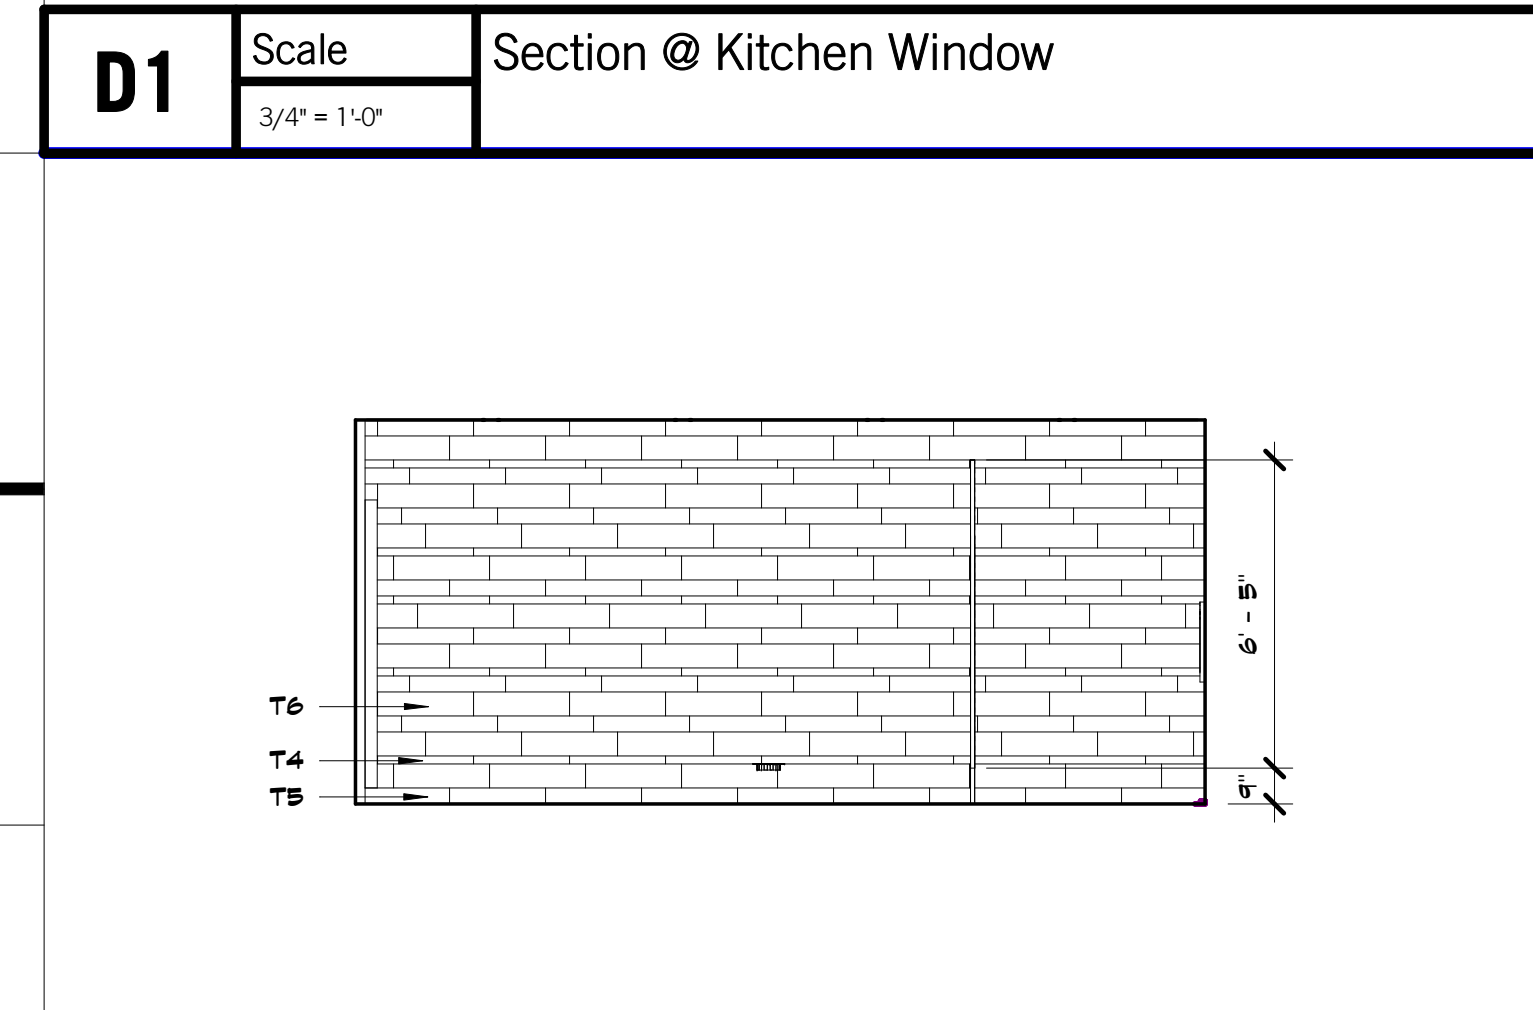 D1
Scale
3/4" = 1'-0"
Section @ Kitchen Window
6' - 5"
T6
T4
T5
9"